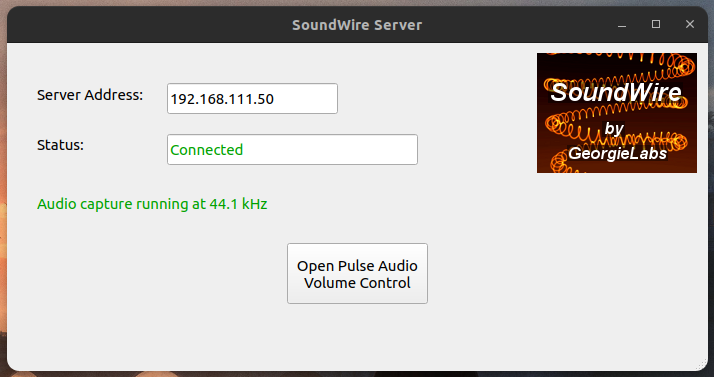 SoundWire Server
Server Address:
192.168.111.50
SoundWire
by
GeorgieLabs
Status:
Connected
Audio capture running at 44.1 kHz
Open Pulse Audio
Volume Control